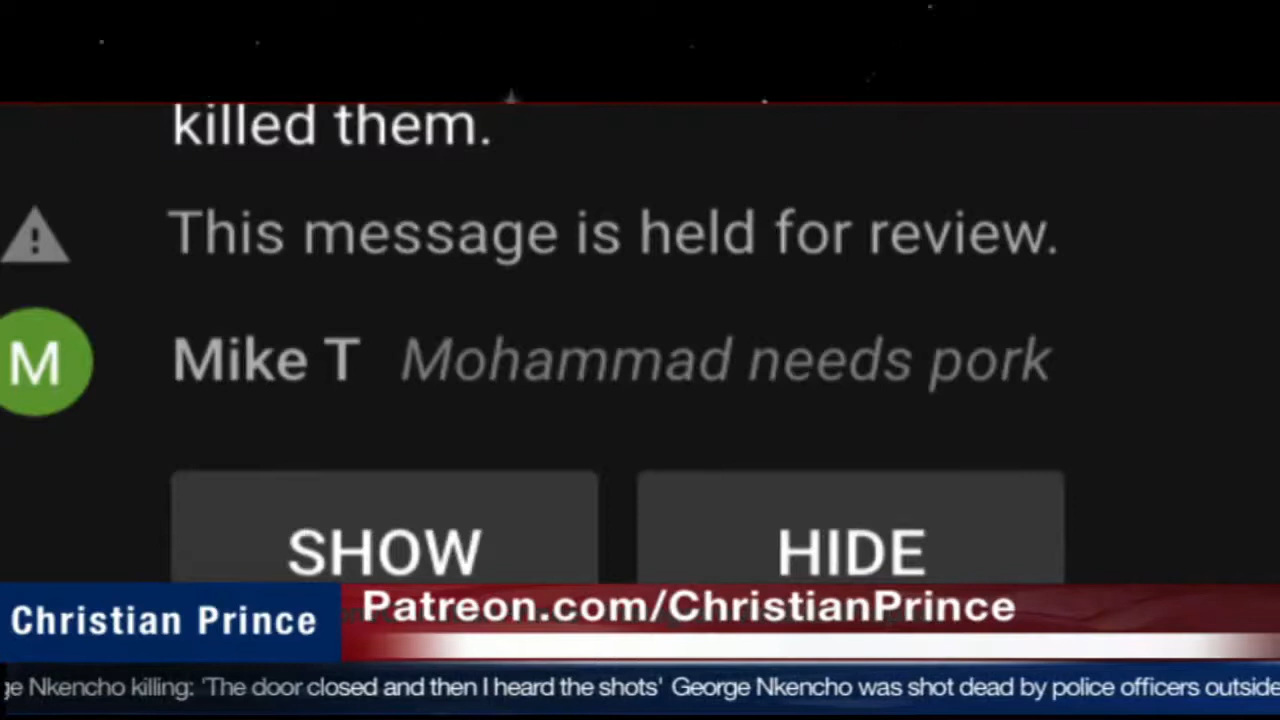 killed them.
This message is held for review.
M
Mike T Mohammad needs pork
SHOW HIDE
Christian Prince
Patreon.com/ChristianPrince
ge Nkencho killing: 'The door closed and then I heard the shots' George Nkencho was shot dead by police officers outside